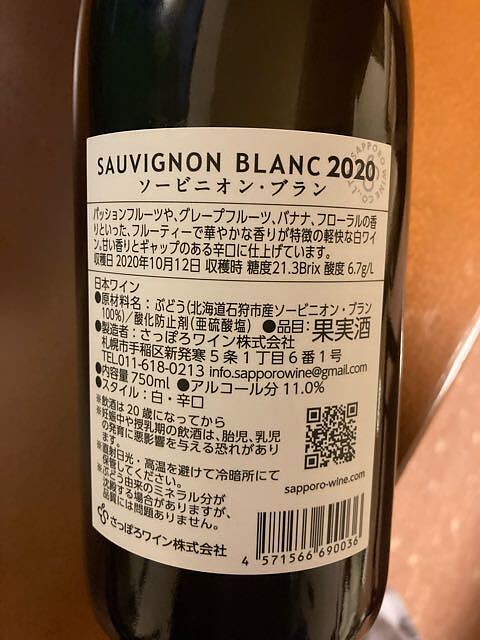 SAUVIGNON BLANC 2020
SAPPORO WINE CO.,LTD.
ソービニオン・ブラン
パッションフルーツや、グレープフルーツ、バナナ、フローラルの香
りといった、フルーティーで華やかな香りが特徴の軽快な白ワイ
ン。甘い香りとギャップのある辛口に仕上げています。
収穫日 2020年10月12日 収穫時 糖度21.3Brix 酸度 6.7g/L
日本ワイン
●原材料名：ぶどう(北海道石狩市産ソービニオン・ブラン
100%)／酸化防止剤(亜硫酸塩) ●品目：果実酒
●製造者：さっぽろワイン株式会社
札幌市手稲区新発寒５条１丁目６番１号
TEL011-618-0213 info.sapporowine@gmail.com
●内容量 750ml ●アルコール分 11.0%
●スタイル：白・辛口
※飲酒は20歳になってから
※妊娠中や授乳期の飲酒は、胎児、乳児
の発育に悪影響を与える恐れがあり
ます。
※直射日光・高温を避けて冷暗所にて
保管してください。
※ぶどう由来のミネラル分が
沈殿する場合がありますが、
品質には問題ありません。
sapporo-wine.com
さっぽろワイン株式会社
4 571566 690036